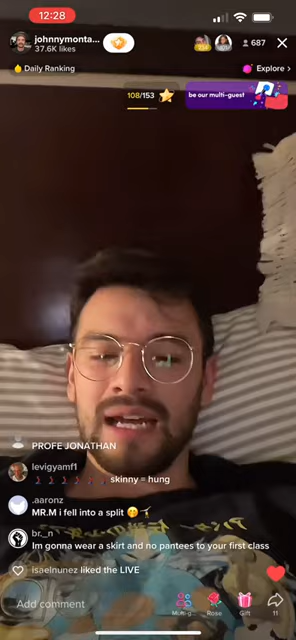 12:28
johnnymonta...
37.6K likes
687
Daily Ranking
Explore >
108/153
be our multi-guest
PROFE JONATHAN
levigyamf1
skinny = hung
.aaronz
MR.M i fell into a split
br._n
Im gonna wear a skirt and no pantees to your first class
isaelnunez liked the LIVE
Add comment
Multi-g...
Rose
Gift
11